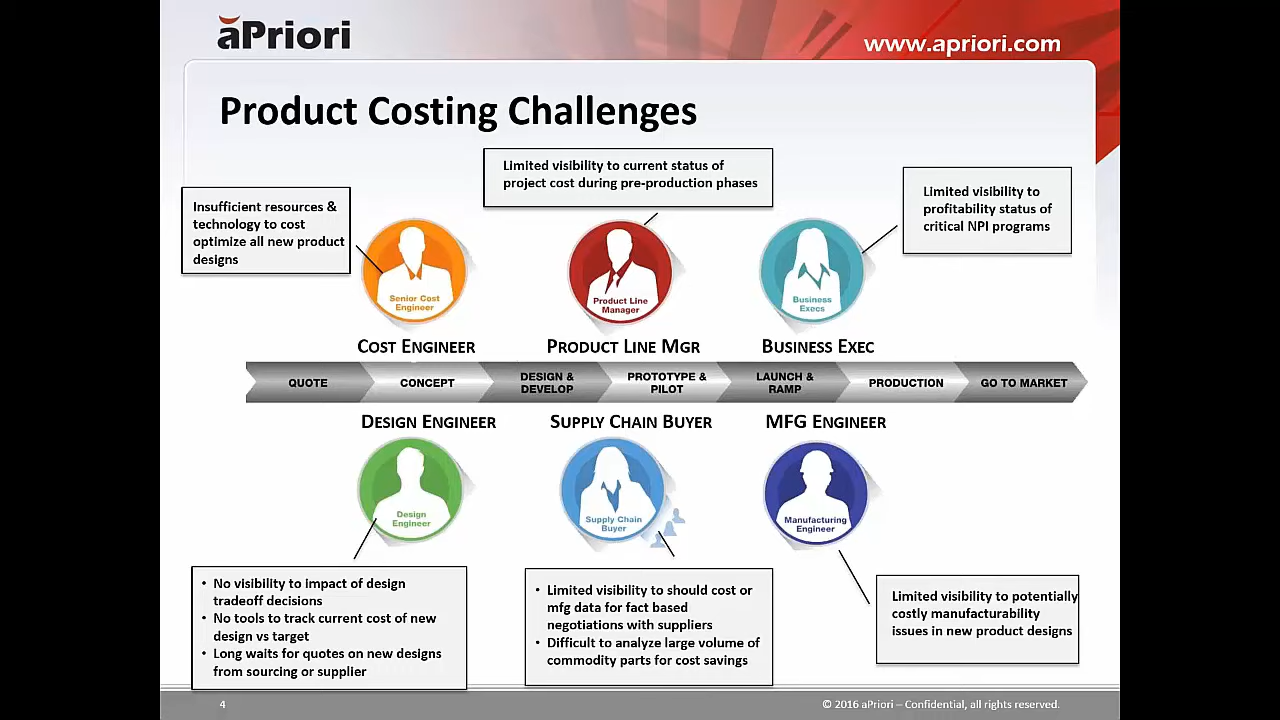 aPriori
www.apriori.com
Product Costing Challenges
Limited visibility to current status of
project cost during pre-production phases
Insufficient resources &
technology to cost
optimize all new product
designs
Limited visibility to
profitability status of
critical NPI programs
Senior Cost
Engineer
Product Line
Manager
Business
Execs
COST ENGINEER
PRODUCT LINE MGR
BUSINESS EXEC
QUOTE
CONCEPT
DESIGN &
DEVELOP
PROTOTYPE &
PILOT
LAUNCH &
RAMP
PRODUCTION
GO TO MARKET
DESIGN ENGINEER
SUPPLY CHAIN BUYER
MFG ENGINEER
Design
Engineer
Supply Chain
Buyer
Manufacturing
Engineer
• No visibility to impact of design
tradeoff decisions
• No tools to track current cost of new
design vs target
• Long waits for quotes on new designs
from sourcing or supplier
• Limited visibility to should cost or
mfg data for fact based
negotiations with suppliers
• Difficult to analyze large volume of
commodity parts for cost savings
Limited visibility to potentially
costly manufacturability
issues in new product designs
4
© 2016 aPriori – Confidential, all rights reserved.